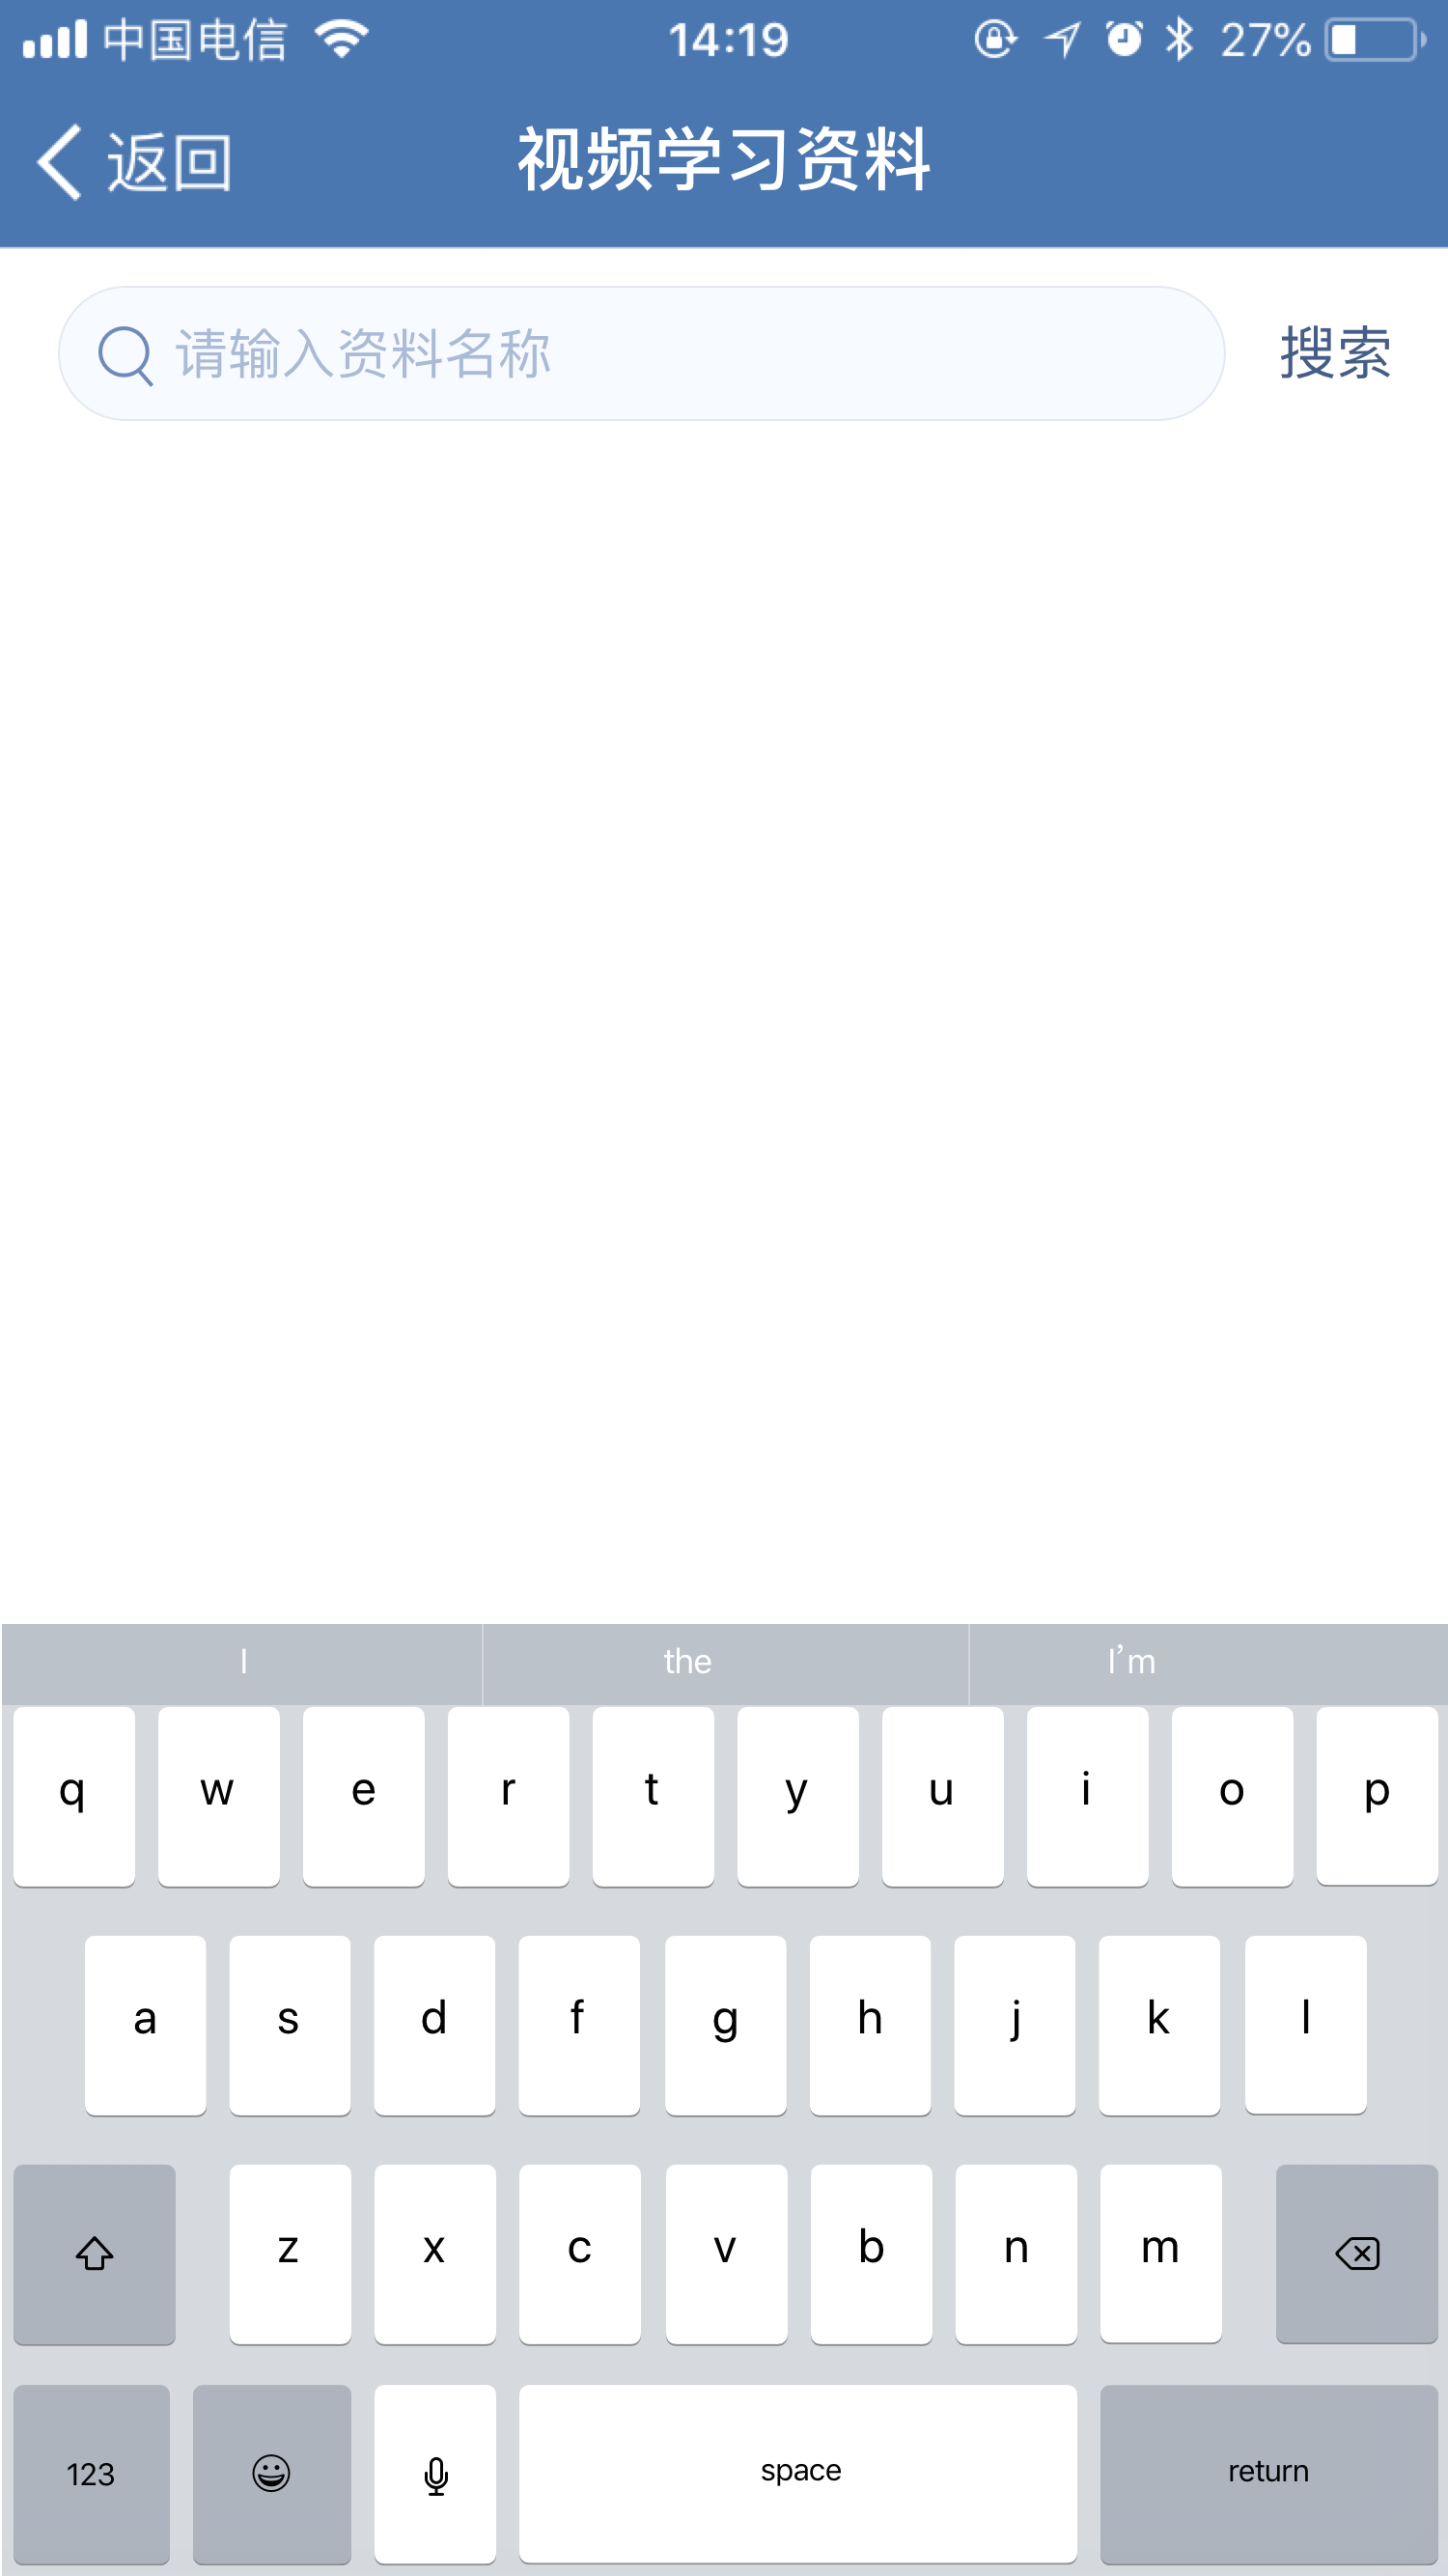 中国电信 14:19 27%
返回 视频学习资料
请输入资料名称 搜索
I the I’m
q w e r t y u i o p
a s d f g h j k l
z x c v b n m
123 space return